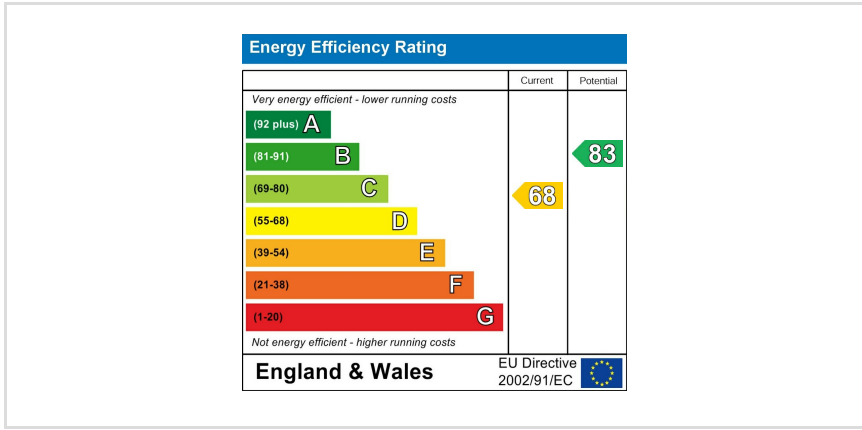 Energy Efficiency Rating
Current Potential
Very energy efficient - lower running costs
(92 plus) A
(81-91) B
83
(69-80) C
68
(55-68) D
(39-54) E
(21-38) F
(1-20) G
Not energy efficient - higher running costs
England & Wales
EU Directive
2002/91/EC